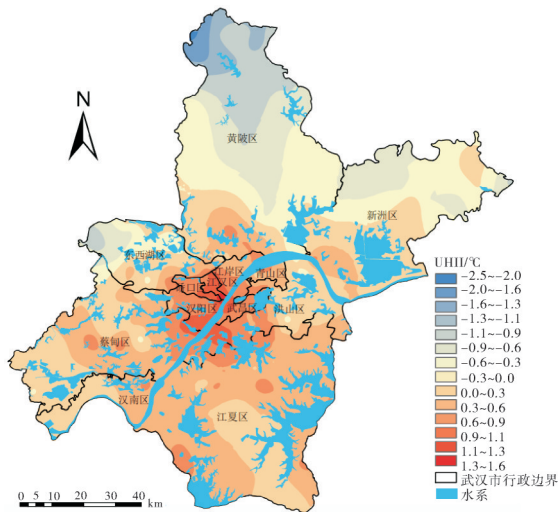 N
黄陂区
新洲区
东西湖区
江岸区
江汉区
硚口区
青山区
汉阳区
武昌区
洪山区
蔡甸区
汉南区
江夏区
UHII/℃
-2.5~-2.0
-2.0~-1.6
-1.6~-1.3
-1.3~-1.1
-1.1~-0.9
-0.9~-0.6
-0.6~-0.3
-0.3~0.0
0.0~0.3
0.3~0.6
0.6~0.9
0.9~1.1
1.1~1.3
1.3~1.6
武汉市行政边界
水系
0 5 10 20 30 40
km